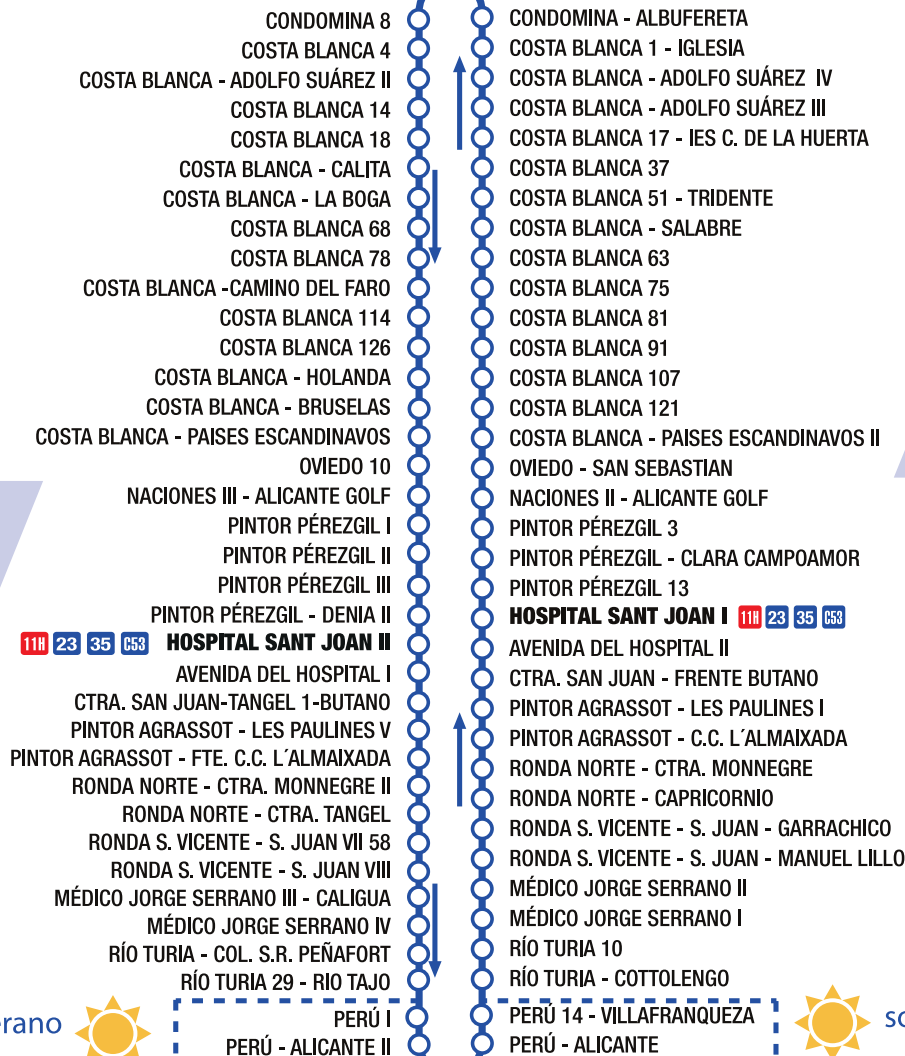 CONDOMINA 8
COSTA BLANCA 4
COSTA BLANCA - ADOLFO SUÁREZ II
COSTA BLANCA 14
COSTA BLANCA 18
COSTA BLANCA - CALITA
COSTA BLANCA - LA BOGA
COSTA BLANCA 68
COSTA BLANCA 78
COSTA BLANCA -CAMINO DEL FARO
COSTA BLANCA 114
COSTA BLANCA 126
COSTA BLANCA - HOLANDA
COSTA BLANCA - BRUSELAS
COSTA BLANCA - PAISES ESCANDINAVOS
OVIEDO 10
NACIONES III - ALICANTE GOLF
PINTOR PÉREZGIL I
PINTOR PÉREZGIL II
PINTOR PÉREZGIL III
PINTOR PÉREZGIL - DENIA II
11H 23 35 C53 HOSPITAL SANT JOAN II
AVENIDA DEL HOSPITAL I
CTRA. SAN JUAN-TANGEL 1-BUTANO
PINTOR AGRASSOT - LES PAULINES V
PINTOR AGRASSOT - FTE. C.C. L´ALMAIXADA
RONDA NORTE - CTRA. MONNEGRE II
RONDA NORTE - CTRA. TANGEL
RONDA S. VICENTE - S. JUAN VII 58
RONDA S. VICENTE - S. JUAN VIII
MÉDICO JORGE SERRANO III - CALIGUA
MÉDICO JORGE SERRANO IV
RÍO TURIA - COL. S.R. PEÑAFORT
RÍO TURIA 29 - RIO TAJO
PERÚ I
PERÚ - ALICANTE II
erano
CONDOMINA - ALBUFERETA
COSTA BLANCA 1 - IGLESIA
COSTA BLANCA - ADOLFO SUÁREZ IV
COSTA BLANCA - ADOLFO SUÁREZ III
COSTA BLANCA 17 - IES C. DE LA HUERTA
COSTA BLANCA 37
COSTA BLANCA 51 - TRIDENTE
COSTA BLANCA - SALABRE
COSTA BLANCA 63
COSTA BLANCA 75
COSTA BLANCA 81
COSTA BLANCA 91
COSTA BLANCA 107
COSTA BLANCA 121
COSTA BLANCA - PAISES ESCANDINAVOS II
OVIEDO - SAN SEBASTIAN
NACIONES II - ALICANTE GOLF
PINTOR PÉREZGIL 3
PINTOR PÉREZGIL - CLARA CAMPOAMOR
PINTOR PÉREZGIL 13
HOSPITAL SANT JOAN I 11H 23 35 C53
AVENIDA DEL HOSPITAL II
CTRA. SAN JUAN - FRENTE BUTANO
PINTOR AGRASSOT - LES PAULINES I
PINTOR AGRASSOT - C.C. L´ALMAIXADA
RONDA NORTE - CTRA. MONNEGRE
RONDA NORTE - CAPRICORNIO
RONDA S. VICENTE - S. JUAN - GARRACHICO
RONDA S. VICENTE - S. JUAN - MANUEL LILLO
MÉDICO JORGE SERRANO II
MÉDICO JORGE SERRANO I
RÍO TURIA 10
RÍO TURIA - COTTOLENGO
PERÚ 14 - VILLAFRANQUEZA
PERÚ - ALICANTE
so